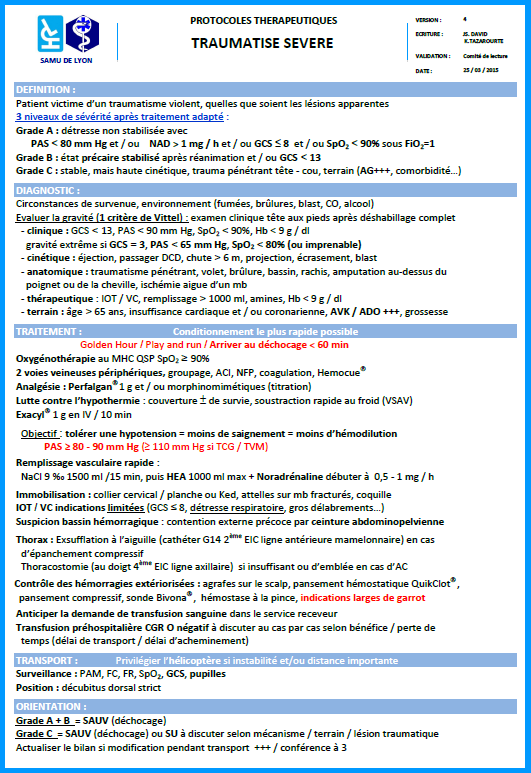 HCL
SAMU DE LYON
PROTOCOLES THERAPEUTIQUES
TRAUMATISE SEVERE
VERSION : 4
ECRITURE : JS. DAVID
K.TAZAROURTE
VALIDATION : Comité de lecture
DATE : 25 / 03 / 2015
DEFINITION :
Patient victime d'un traumatisme violent, quelles que soient les lésions apparentes
3 niveaux de sévérité après traitement adapté :
Grade A : détresse non stabilisée avec
PAS < 80 mm Hg et / ou NAD > 1 mg / h et / ou GCS ≤ 8 et / ou SpO2 < 90% sous FiO2=1
Grade B : état précaire stabilisé après réanimation et / ou GCS < 13
Grade C : stable, mais haute cinétique, trauma pénétrant tête - cou, terrain (AG+++, comorbidité...)
DIAGNOSTIC :
Circonstances de survenue, environnement (fumées, brûlures, blast, CO, alcool)
Evaluer la gravité (1 critère de Vittel) : examen clinique tête aux pieds après déshabillage complet
- clinique : GCS < 13, PAS < 90 mm Hg, SpO2 < 90%, Hb < 9 g / dl
gravité extrême si GCS = 3, PAS < 65 mm Hg, SpO2 < 80% (ou imprenable)
- cinétique : éjection, passager DCD, chute > 6 m, projection, écrasement, blast
- anatomique : traumatisme pénétrant, volet, brûlure, bassin, rachis, amputation au-dessus du
poignet ou de la cheville, ischémie aigue d'un mb
- thérapeutique : IOT / VC, remplissage > 1000 ml, amines, Hb < 9 g / dl
- terrain : âge > 65 ans, insuffisance cardiaque et / ou coronarienne, AVK / ADO +++, grossesse
TRAITEMENT : Conditionnement le plus rapide possible
Golden Hour / Play and run / Arriver au déchocage < 60 min
Oxygénothérapie au MHC QSP SpO2 ≥ 90%
2 voies veineuses périphériques, groupage, ACI, NFP, coagulation, Hemocue®
Analgésie : Perfalgan® 1 g et / ou morphinomimétiques (titration)
Lutte contre l'hypothermie : couverture ± de survie, soustraction rapide au froid (VSAV)
Exacyl® 1 g en IV / 10 min
Objectif : tolérer une hypotension = moins de saignement = moins d'hémodilution
PAS ≥ 80 - 90 mm Hg (≥ 110 mm Hg si TCG / TVM)
Remplissage vasculaire rapide :
NaCl 9 ‰ 1500 ml /15 min, puis HEA 1000 ml max + Noradrénaline débuter à 0,5 - 1 mg / h
Immobilisation : collier cervical / planche ou Ked, attelles sur mb fracturés, coquille
IOT / VC indications limitées (GCS ≤ 8, détresse respiratoire, gros délabrements...)
Suspicion bassin hémorragique : contention externe précoce par ceinture abdominopelvienne
Thorax : Exsufflation à l'aiguille (cathéter G14 2ème EIC ligne antérieure mamelonnaire) en cas
d'épanchement compressif
Thoracostomie (au doigt 4ème EIC ligne axillaire) si insuffisant ou d'emblée en cas d'AC
Contrôle des hémorragies extériorisées : agrafes sur le scalp, pansement hémostatique QuikClot®,
pansement compressif, sonde Bivona®, hémostase à la pince, indications larges de garrot
Anticiper la demande de transfusion sanguine dans le service receveur
Transfusion préhospitalière CGR O négatif à discuter au cas par cas selon bénéfice / perte de
temps (délai de transport / délai d'acheminement)
TRANSPORT : Privilégier l'hélicoptère si instabilité et/ou distance importante
Surveillance : PAM, FC, FR, SpO2, GCS, pupilles
Position : décubitus dorsal strict
ORIENTATION :
Grade A + B = SAUV (déchocage)
Grade C = SAUV (déchocage) ou SU à discuter selon mécanisme / terrain / lésion traumatique
Actualiser le bilan si modification pendant transport +++ / conférence à 3